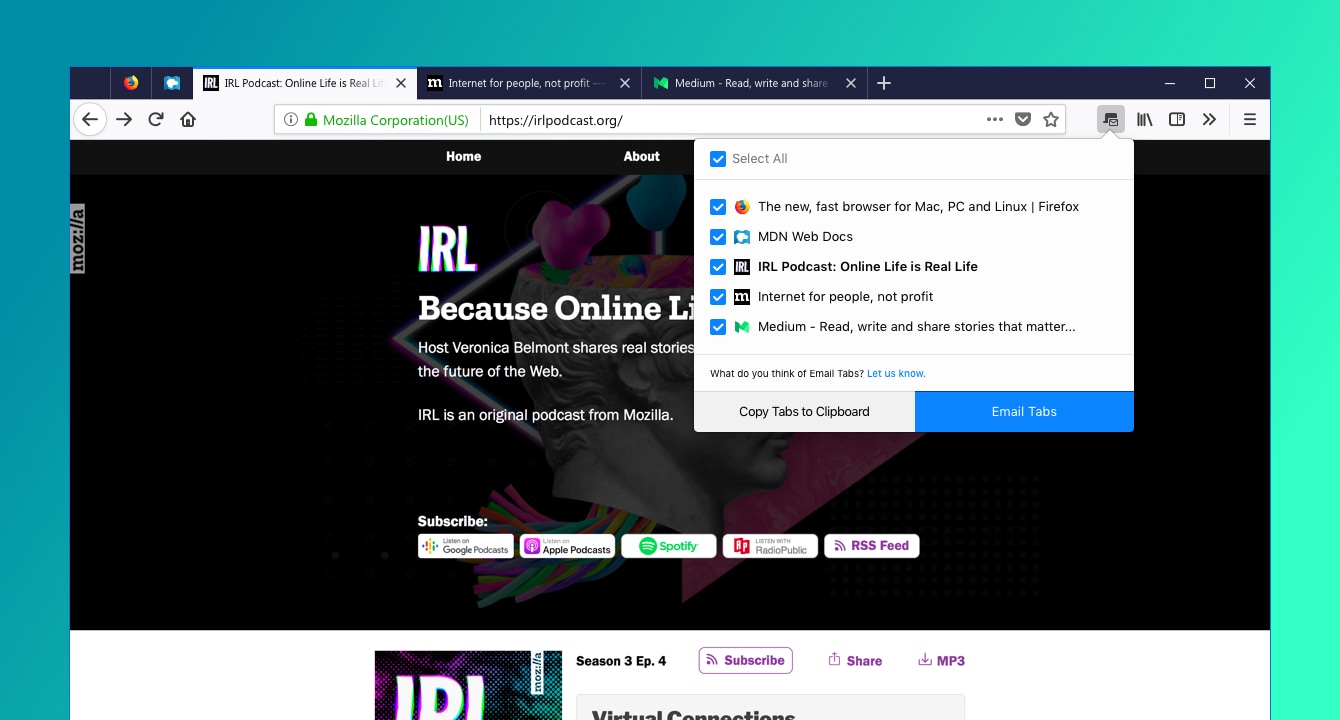 IRL IRL Podcast: Online Life is Real Li
m Internet for people, not profit —
Medium - Read, write and share
Mozilla Corporation (US)
https://irlpodcast.org/
Home
About
Select All
The new, fast browser for Mac, PC and Linux | Firefox
MDN Web Docs
IRL IRL Podcast: Online Life is Real Life
m Internet for people, not profit
Medium - Read, write and share stories that matter...
What do you think of Email Tabs? Let us know.
Copy Tabs to Clipboard
Email Tabs
moz://a
IRL
Because Online Li
Host Veronica Belmont shares real stories
the future of the Web.
IRL is an original podcast from Mozilla.
Subscribe:
Listen on Google Podcasts
Listen on Apple Podcasts
Spotify
LISTEN WITH RadioPublic
RSS Feed
moz://a
IRL
Season 3 Ep. 4
Subscribe
Share
MP3
Virtual Connections